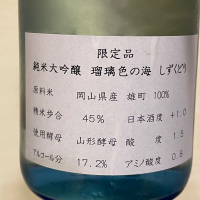 限定品
純米大吟醸 瑠璃色の海 しずくどり
原料米 岡山県産 雄町 100%
精米歩合 45% 日本酒度 +1.0
使用酵母 山形酵母 酸度 1.5
アルコール分 17.2% アミノ酸度 0.8